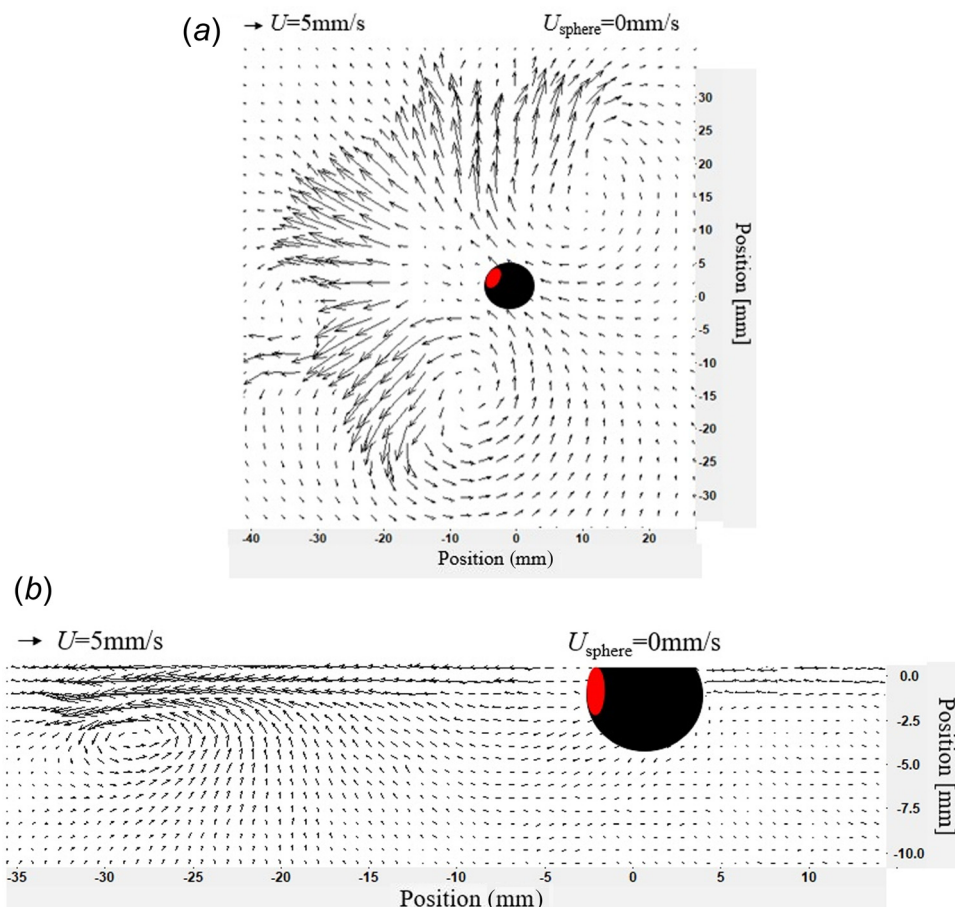 (a)
U=5mm/s
Usphere=0mm/s
30
25
20
15
10
5
0
-5
-10
-15
-20
-25
-30
Position [mm]
-40 -30 -20 -10 0 10 20
Position (mm)
(b)
U=5mm/s
Usphere=0mm/s
0.0
-2.5
-5.0
-7.5
-10.0
Position [mm]
-35 -30 -25 -20 -15 -10 -5 0 5 10
Position (mm)